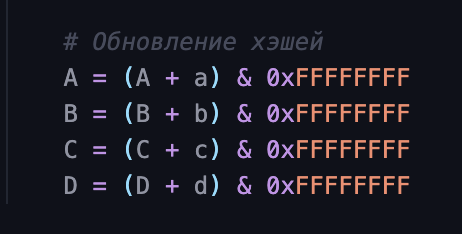 # Обновление хэшей
A = (A + a) & 0xFFFFFFFF
B = (B + b) & 0xFFFFFFFF
C = (C + c) & 0xFFFFFFFF
D = (D + d) & 0xFFFFFFFF